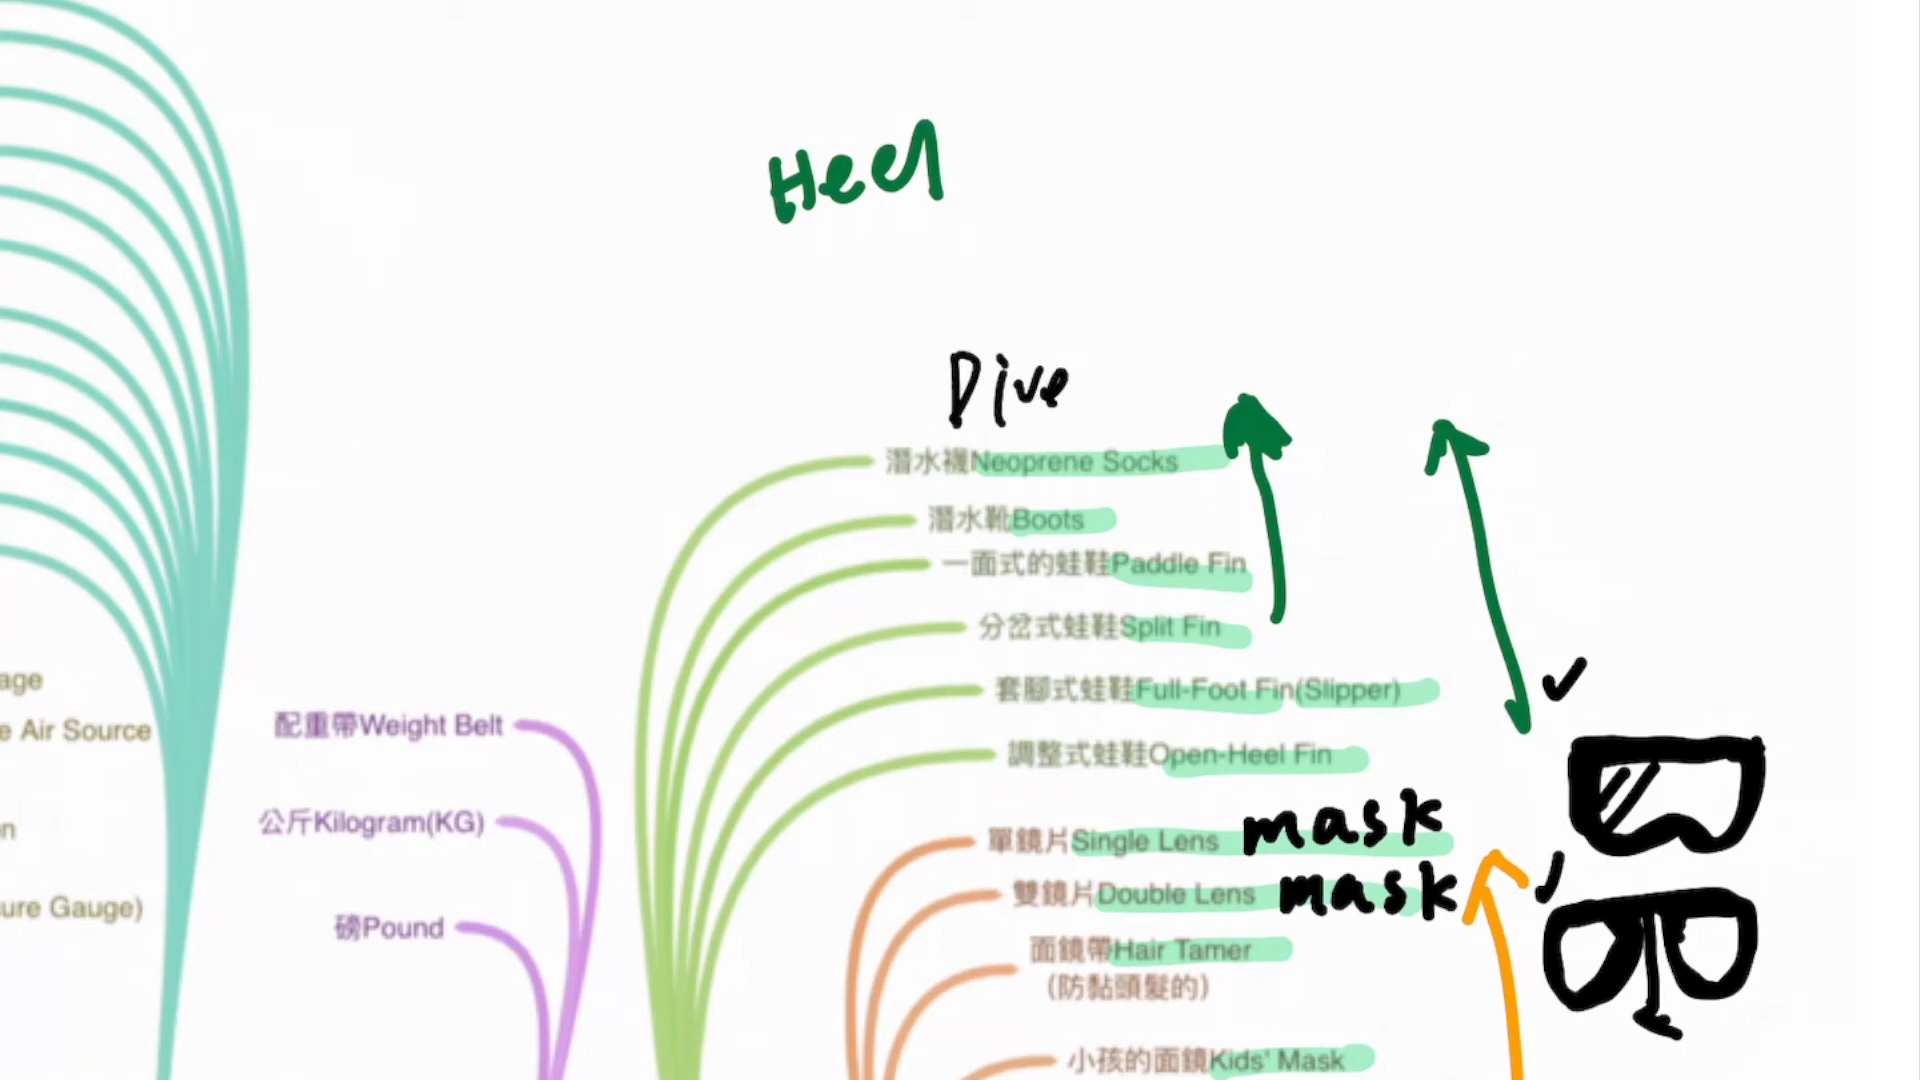 Heel
Dive
潛水襪Neoprene Socks
潛水靴Boots
一面式的蛙鞋Paddle Fin
分岔式蛙鞋Split Fin
套腳式蛙鞋Full-Foot Fin(Slipper)
調整式蛙鞋Open-Heel Fin
單鏡片Single Lens mask
雙鏡片Double Lens mask
面鏡帶Hair Tamer
(防黏頭髮的)
小孩的面鏡Kids' Mask
配重帶Weight Belt
公斤Kilogram(KG)
磅Pound
age
e Air Source
n
ure Gauge)